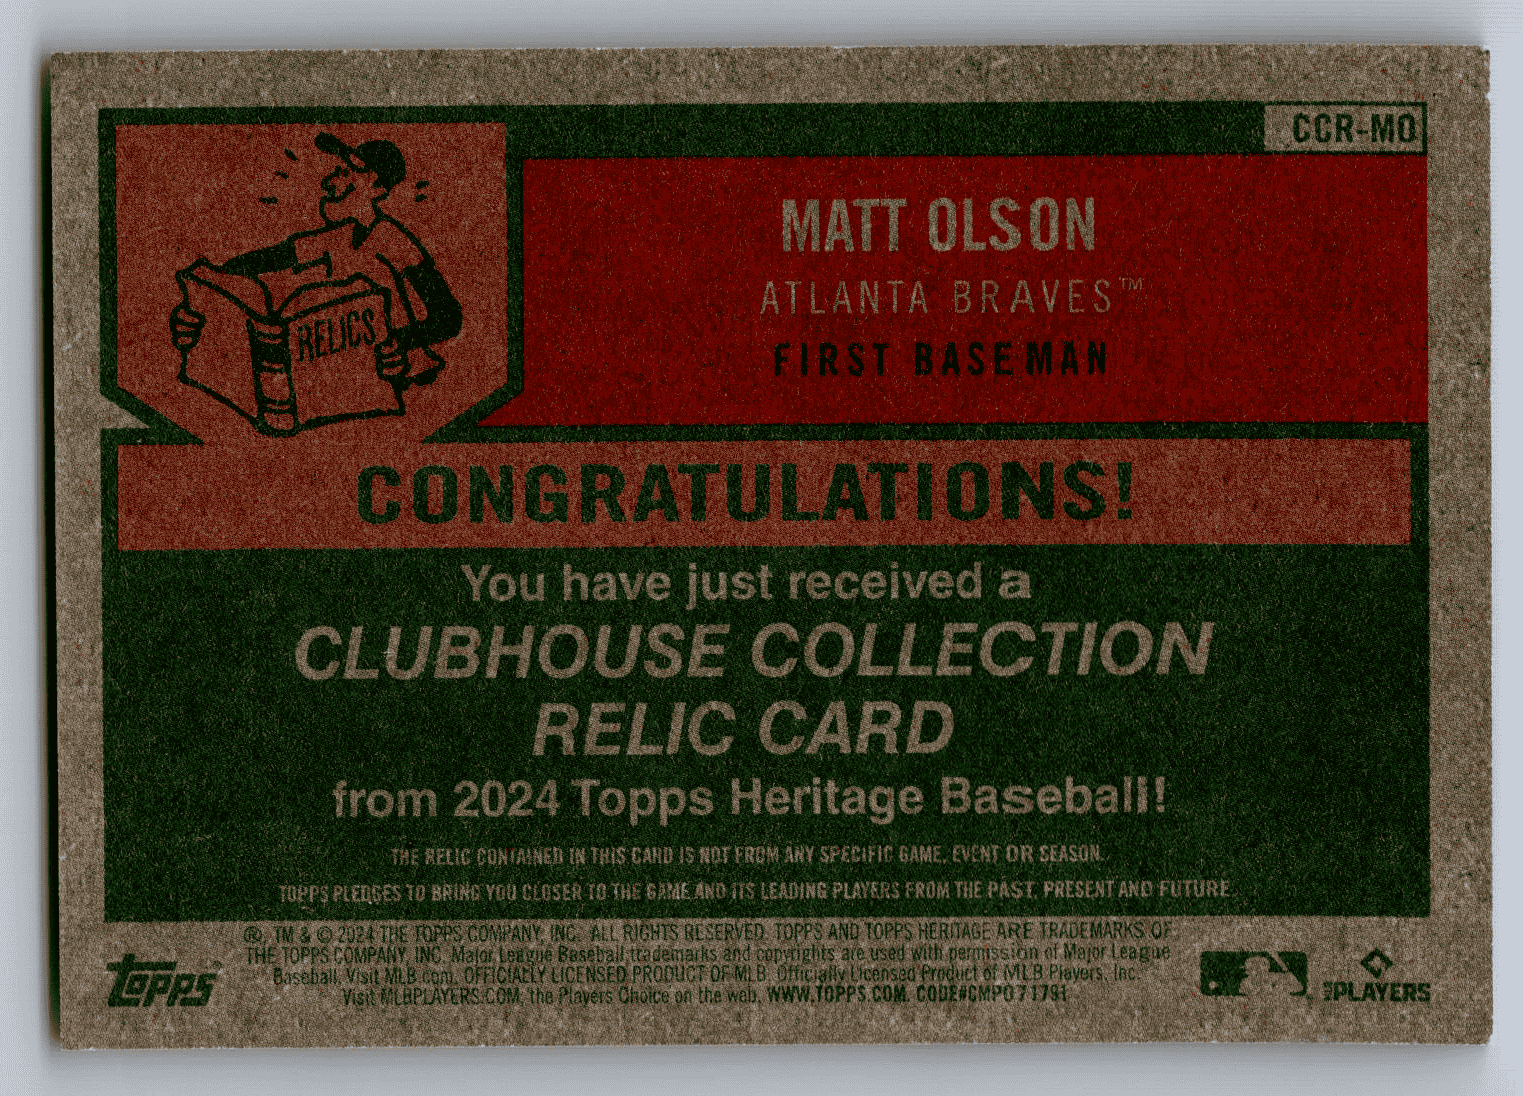 CCR-MO
MATT OLSON
ATLANTA BRAVES™
FIRST BASEMAN
RELICS
CONGRATULATIONS!
You have just received a
CLUBHOUSE COLLECTION
RELIC CARD
from 2024 Topps Heritage Baseball!
THE RELIC CONTAINED IN THIS CARD IS NOT FROM ANY SPECIFIC GAME, EVENT OR SEASON.
TOPPS PLEDGES TO BRING YOU CLOSER TO THE GAME AND ITS LEADING PLAYERS FROM THE PAST, PRESENT AND FUTURE.
®, TM & © 2024 THE TOPPS COMPANY, INC. ALL RIGHTS RESERVED. TOPPS AND TOPPS HERITAGE ARE TRADEMARKS OF
THE TOPPS COMPANY, INC. Major League Baseball trademarks and copyrights are used with permission of Major League
Baseball. Visit MLB.com. OFFICIALLY LICENSED PRODUCT OF MLB Players, Inc.
Visit MLBPLAYERS.COM, the Players Choice on the web. WWW.TOPPS.COM. CODE#CMP071791
topps
MLB PLAYERS